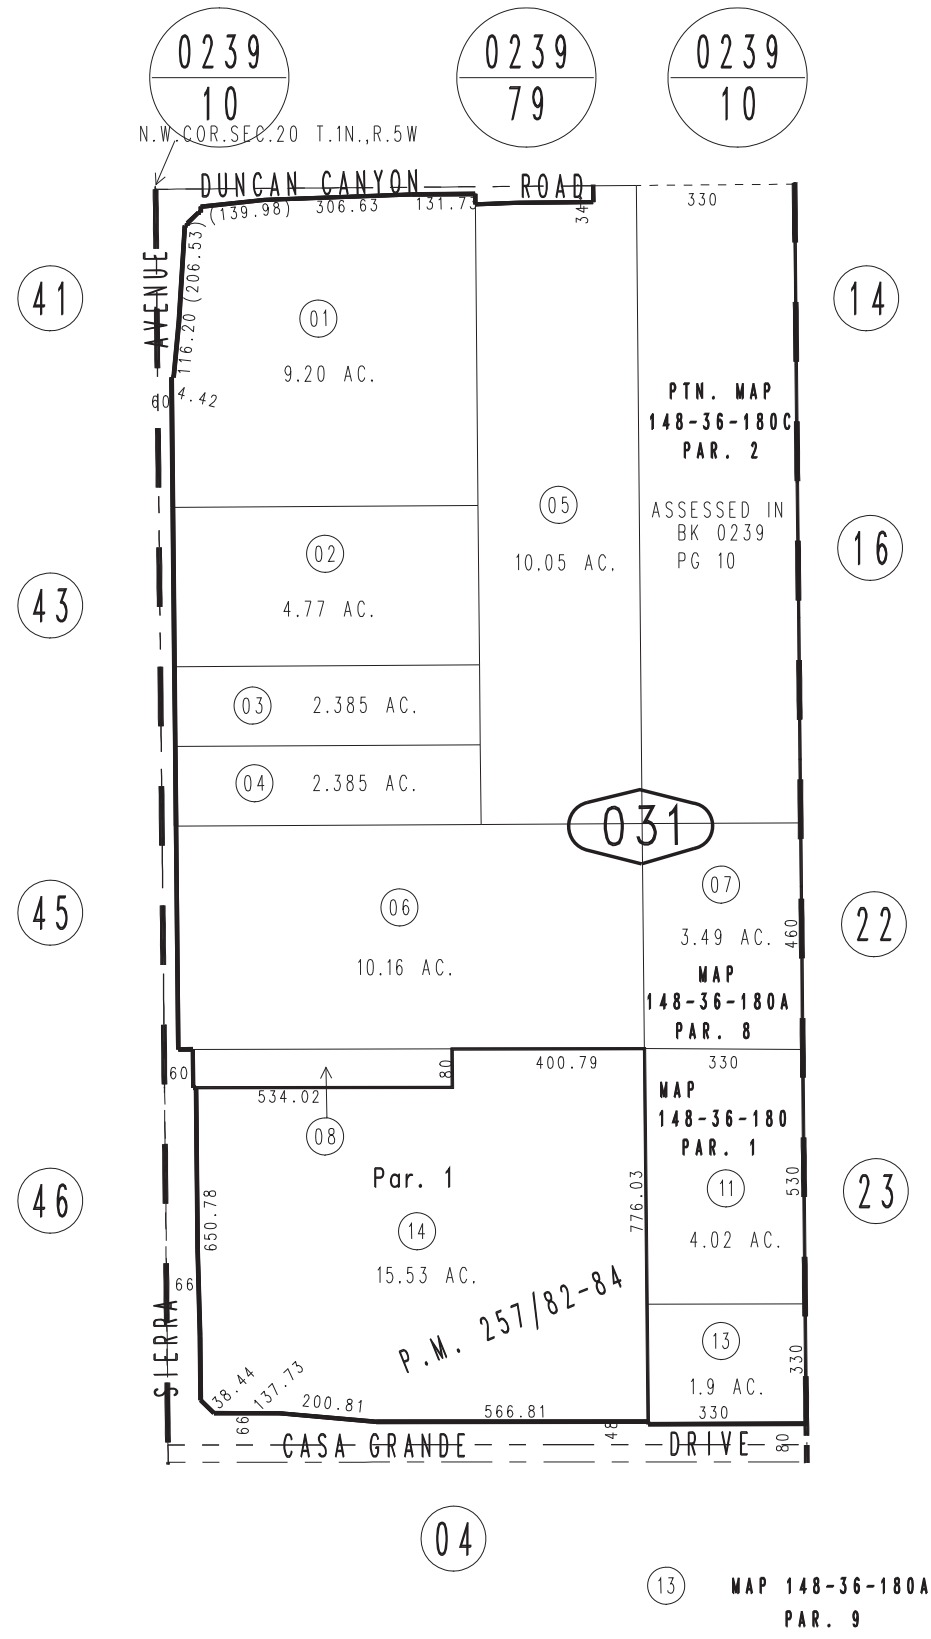 0239
10
0239
79
0239
10
N.W.COR.SEC.20 T.1N.,R.5W
DUNCAN CANYON ROAD
(139.98) 306.63 131.73
34
330
(206.53)
116.20
AVENUE
60
4.42
41
43
45
46
14
16
22
23
01
9.20 AC.
02
4.77 AC.
03 2.385 AC.
04 2.385 AC.
05
10.05 AC.
PTN. MAP
148-36-180C
PAR. 2
ASSESSED IN
BK 0239
PG 10
031
06
10.16 AC.
07
3.49 AC.
460
MAP
148-36-180A
PAR. 8
60
534.02
80
400.79
330
08
MAP
148-36-180
PAR. 1
11
4.02 AC.
530
Par. 1
14
15.53 AC.
650.78
776.03
P.M. 257/82-84
66
SIERRA
13
1.9 AC.
330
330
38.44
137.73
200.81
566.81
66
48
80
CASA GRANDE DRIVE
04
13 MAP 148-36-180A
PAR. 9